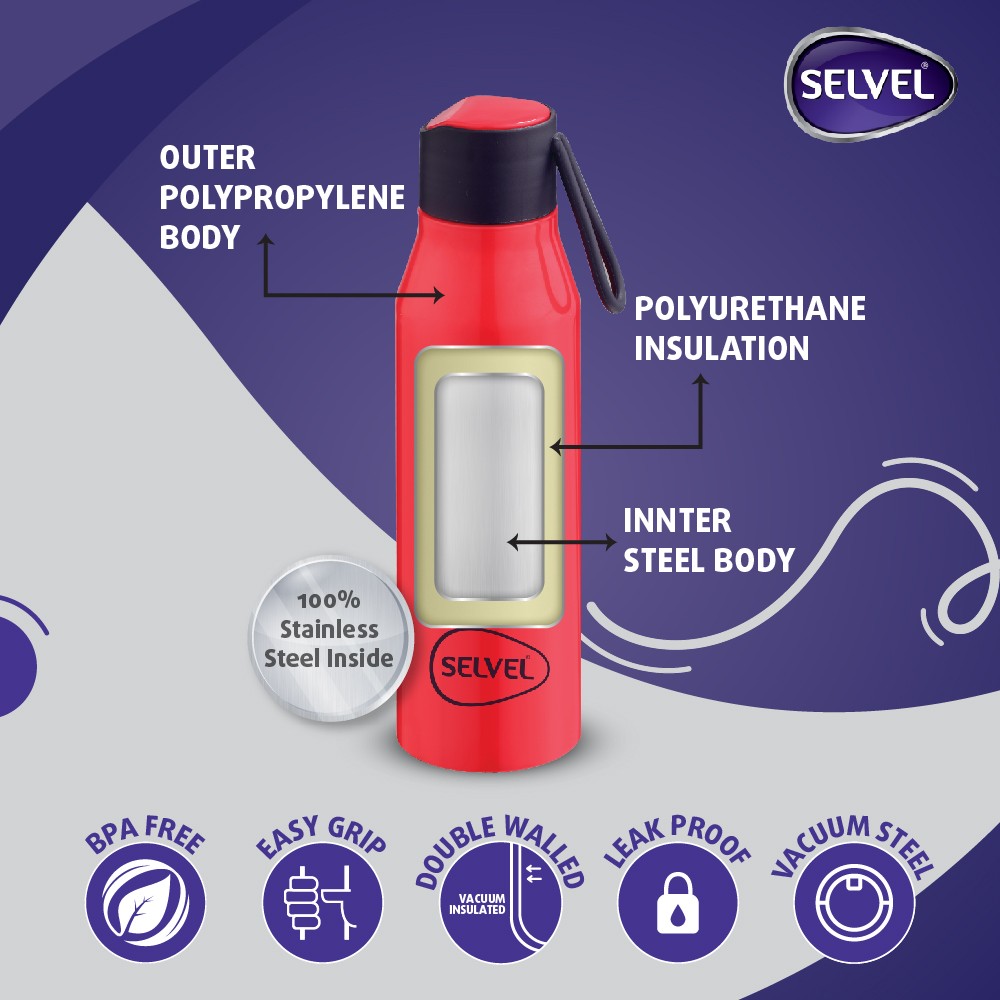 SELVEL®
OUTER
POLYPROPYLENE
BODY
POLYURETHANE
INSULATION
INNTER
STEEL BODY
100%
Stainless
Steel Inside
SELVEL®
BPA FREE
EASY GRIP
DOUBLE WALLED
VACUUM
INSULATED
LEAK PROOF
VACUUM STEEL